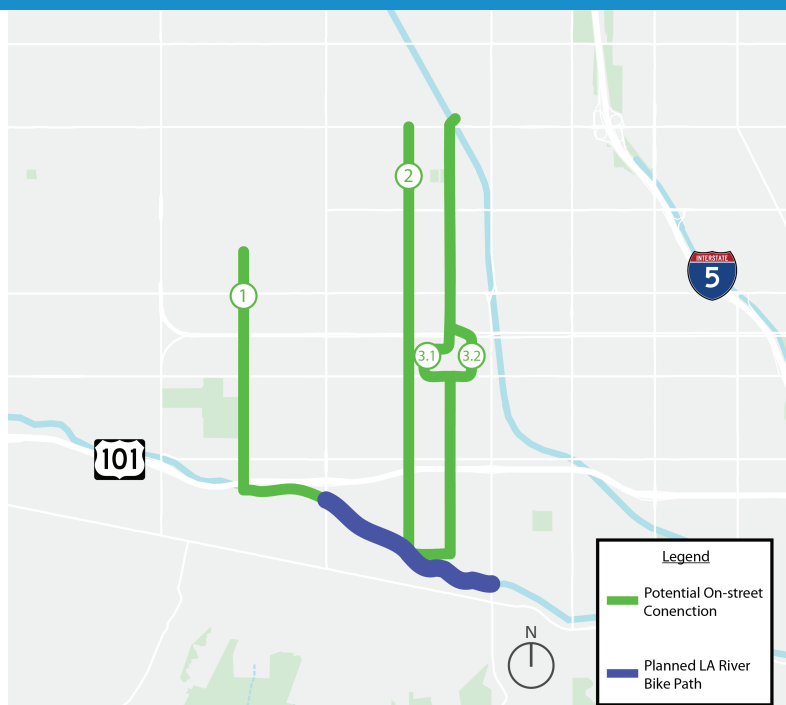 2
INTERSTATE
5
1
3.1
3.2
101
Legend
Potential On-street
Conenction
N
Planned LA River
Bike Path